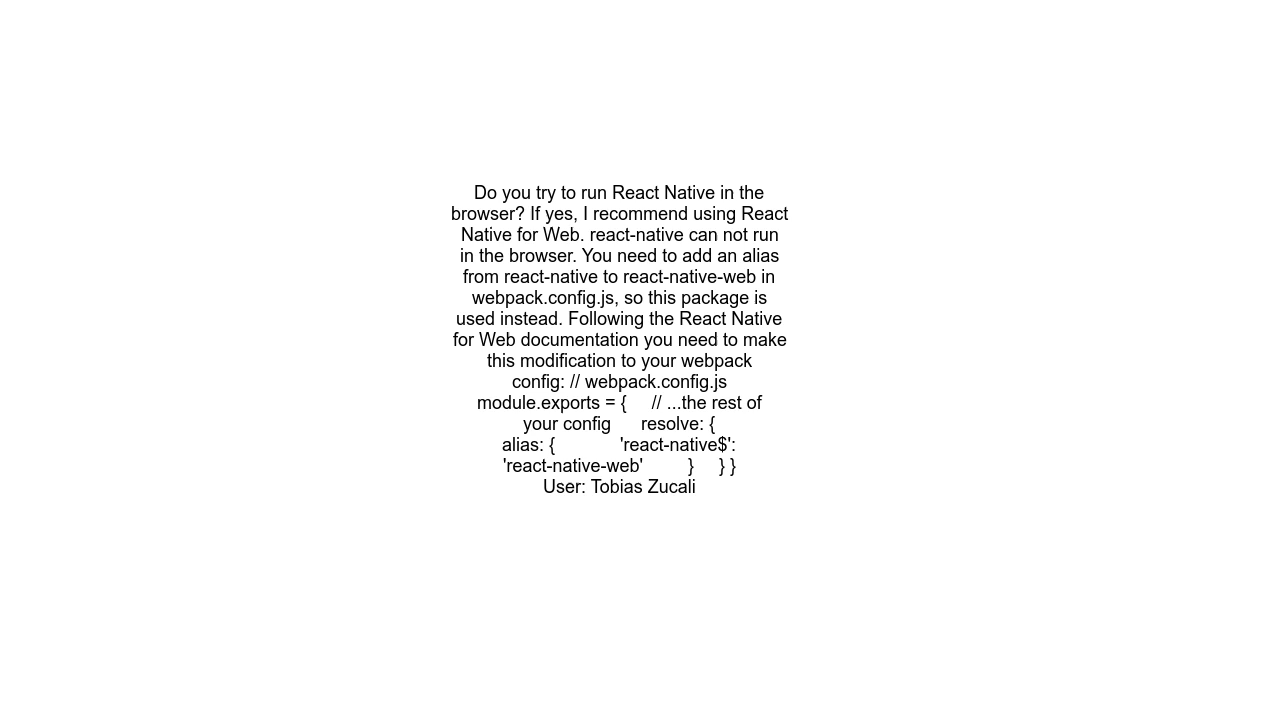 Do you try to run React Native in the
browser? If yes, I recommend using React
Native for Web. react-native can not run
in the browser. You need to add an alias
from react-native to react-native-web in
webpack.config.js, so this package is
used instead. Following the React Native
for Web documentation you need to make
this modification to your webpack
config: // webpack.config.js
module.exports = {     // ...the rest of
your config      resolve: {
alias: {             'react-native$':
'react-native-web'         }     } }
User: Tobias Zucali